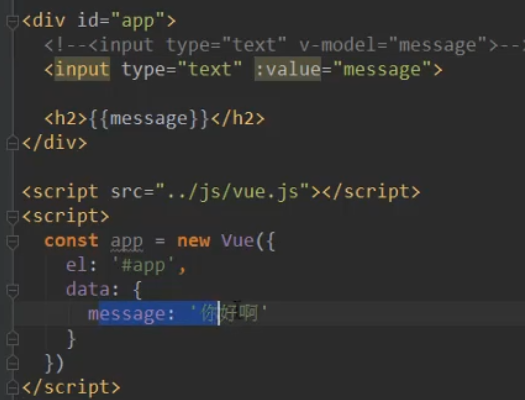 <div id="app">
<!--<input type="text" v-model="message">--
<input type="text" :value="message">
<h2>{{message}}</h2>
</div>
<script src="../js/vue.js"></script>
<script>
const app = new Vue({
el: '#app',
data: {
message: '你好啊'
}
})
</script>